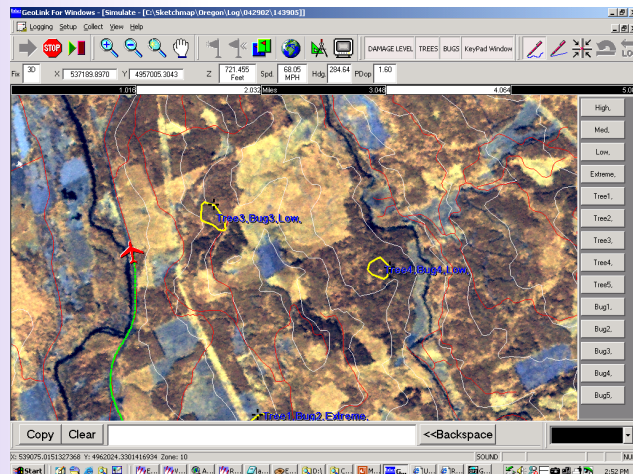 GeoLink For Windows - [Simulate - [C:\Sketchmap\Oregon\Log\042902\143905]]
Logging Setup Collect View Help
STOP DAMAGE LEVEL TREES BUGS KeyPad Window
Fix 3D X 537189.8970 Y 4957005.3043 Z 721.455 Feet Spd. 68.05 MPH Hdg. 284.64 PDop 1.60
1.016 2.032 Miles 3.048 4.064
High,
Med,
Low,
Extreme,
Tree1,
Tree2,
Tree3,
Tree4,
Tree5,
Bug1,
Bug2,
Bug3,
Bug4,
Bug5,
Tree3,Bug3,Low,
Tree4,Bug4,Low,
Tree1,Bug2,Extreme,
Copy Clear <<Backspace
X: 539075.0151327368 Y: 4962024.3301416934 Zone: 10 SOUND NU
Start 2:52 PM